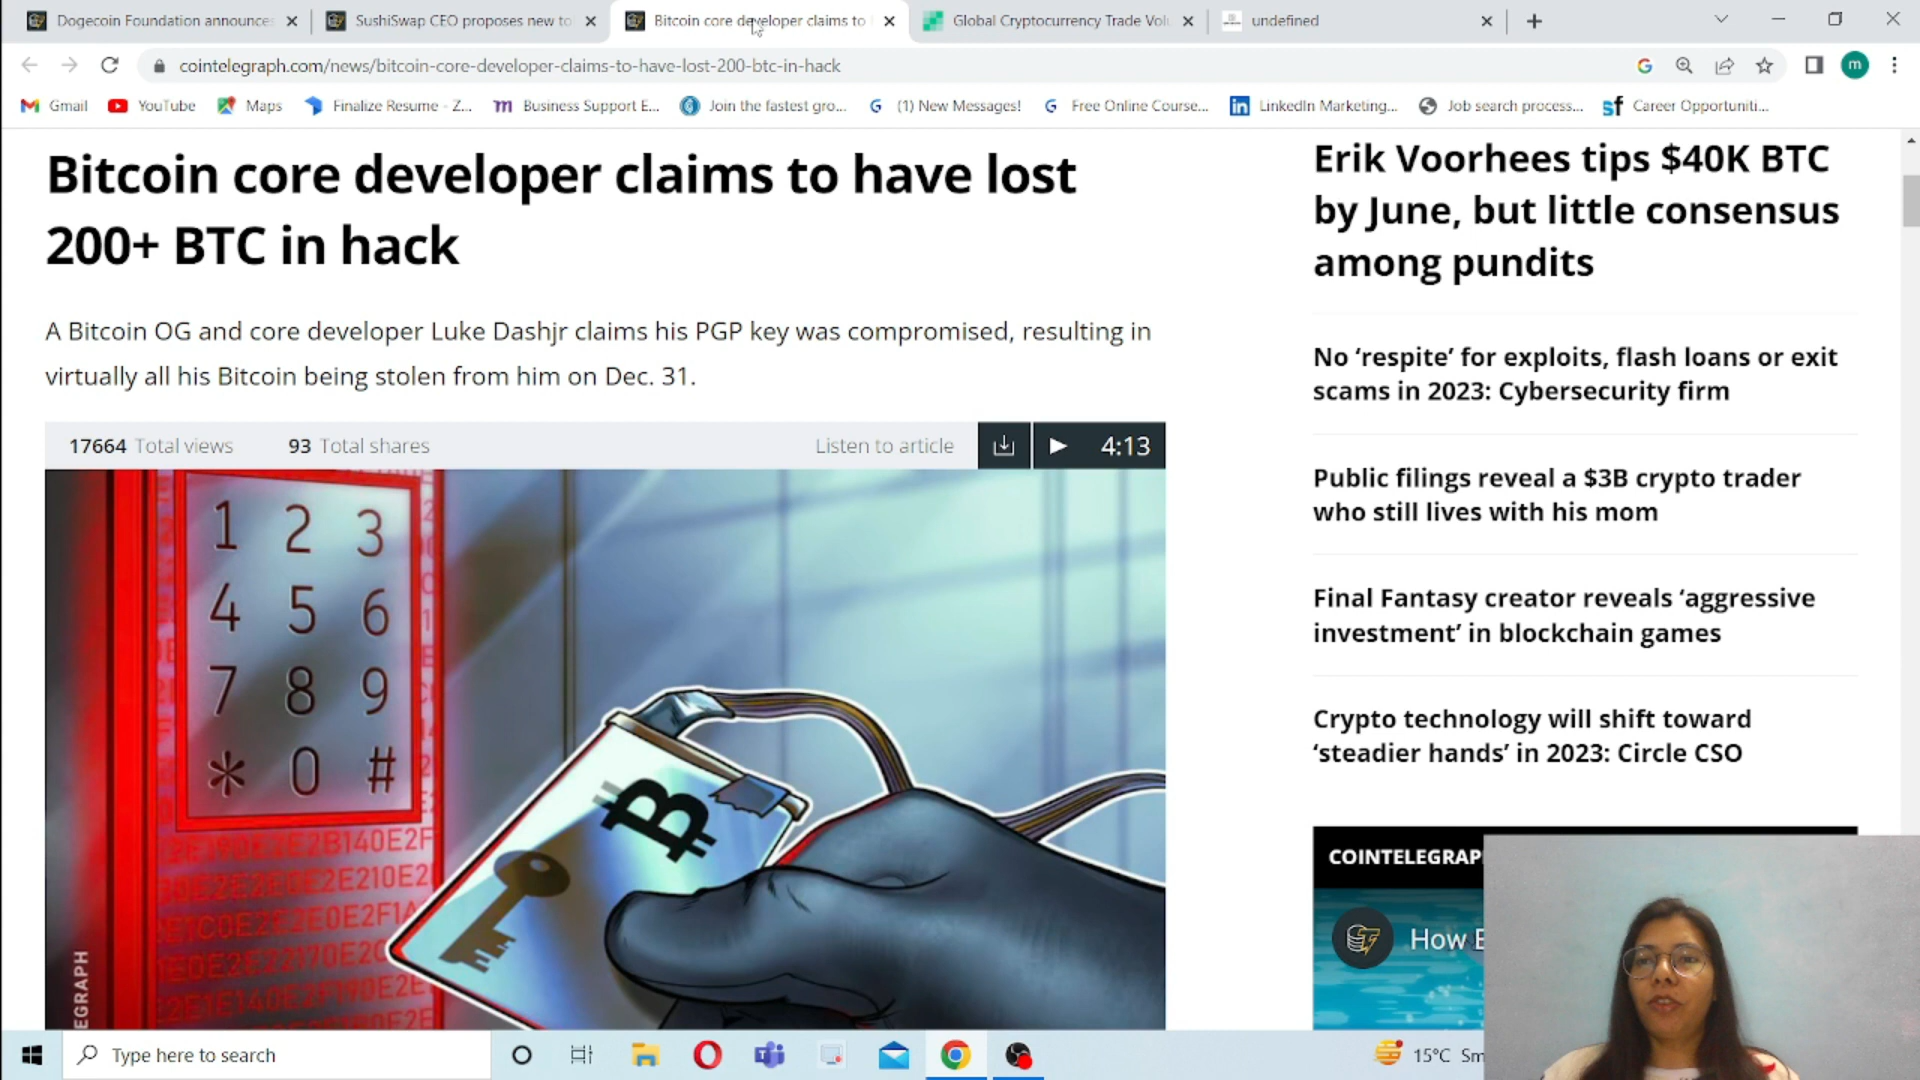 Dogecoin Foundation announce
SushiSwap CEO proposes new to
Bitcoin core developer claims to
Global Cryptocurrency Trade Vol
undefined
cointelegraph.com/news/bitcoin-core-developer-claims-to-have-lost-200-btc-in-hack
m
Gmail
YouTube
Maps
Finalize Resume - Z...
Business Support E...
Join the fastest gro...
(1) New Messages!
Free Online Course...
LinkedIn Marketing...
Job search process...
Career Opportuniti...
Bitcoin core developer claims to have lost
200+ BTC in hack
A Bitcoin OG and core developer Luke Dashjr claims his PGP key was compromised, resulting in
virtually all his Bitcoin being stolen from him on Dec. 31.
17664 Total views
93 Total shares
Listen to article
4:13
1 2 3
4 5 6
7 8 9
* 0 #
EGRAPH
Erik Voorhees tips $40K BTC
by June, but little consensus
among pundits
No ‘respite’ for exploits, flash loans or exit
scams in 2023: Cybersecurity firm
Public filings reveal a $3B crypto trader
who still lives with his mom
Final Fantasy creator reveals ‘aggressive
investment’ in blockchain games
Crypto technology will shift toward
‘steadier hands’ in 2023: Circle CSO
COINTELEGRAP
How
Type here to search
15°C Sm